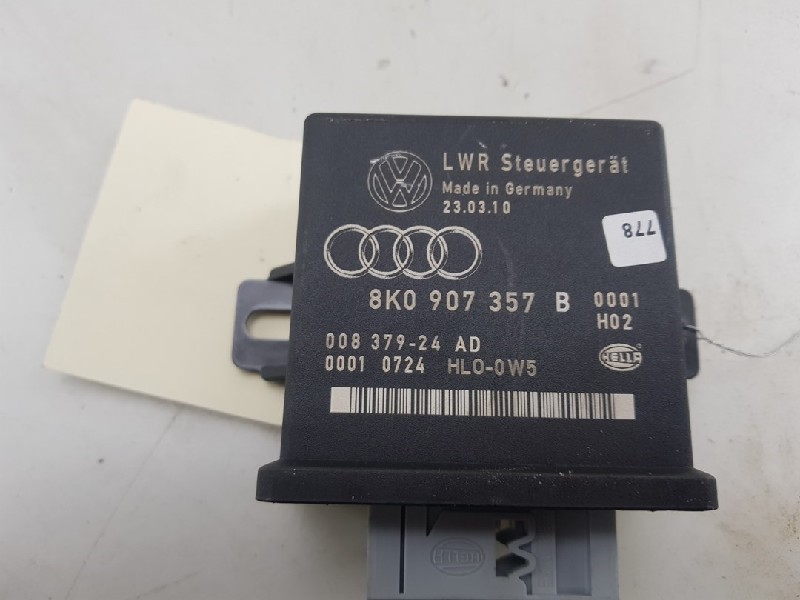 LWR Steuergerät
Made in Germany
23.03.10
778
8K0 907 357 B 0001
H02
008 379-24 AD
0001 0724 HLO-0W5
HELLA
HELLA